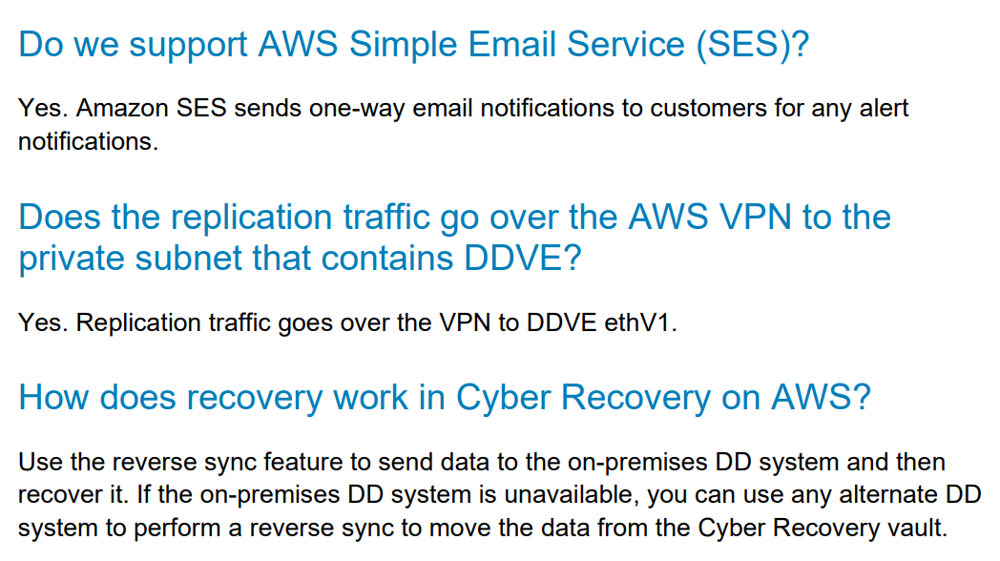 Do we support AWS Simple Email Service (SES)?
Yes. Amazon SES sends one-way email notifications to customers for any alert
notifications.
Does the replication traffic go over the AWS VPN to the
private subnet that contains DDVE?
Yes. Replication traffic goes over the VPN to DDVE ethV1.
How does recovery work in Cyber Recovery on AWS?
Use the reverse sync feature to send data to the on-premises DD system and then
recover it. If the on-premises DD system is unavailable, you can use any alternate DD
system to perform a reverse sync to move the data from the Cyber Recovery vault.